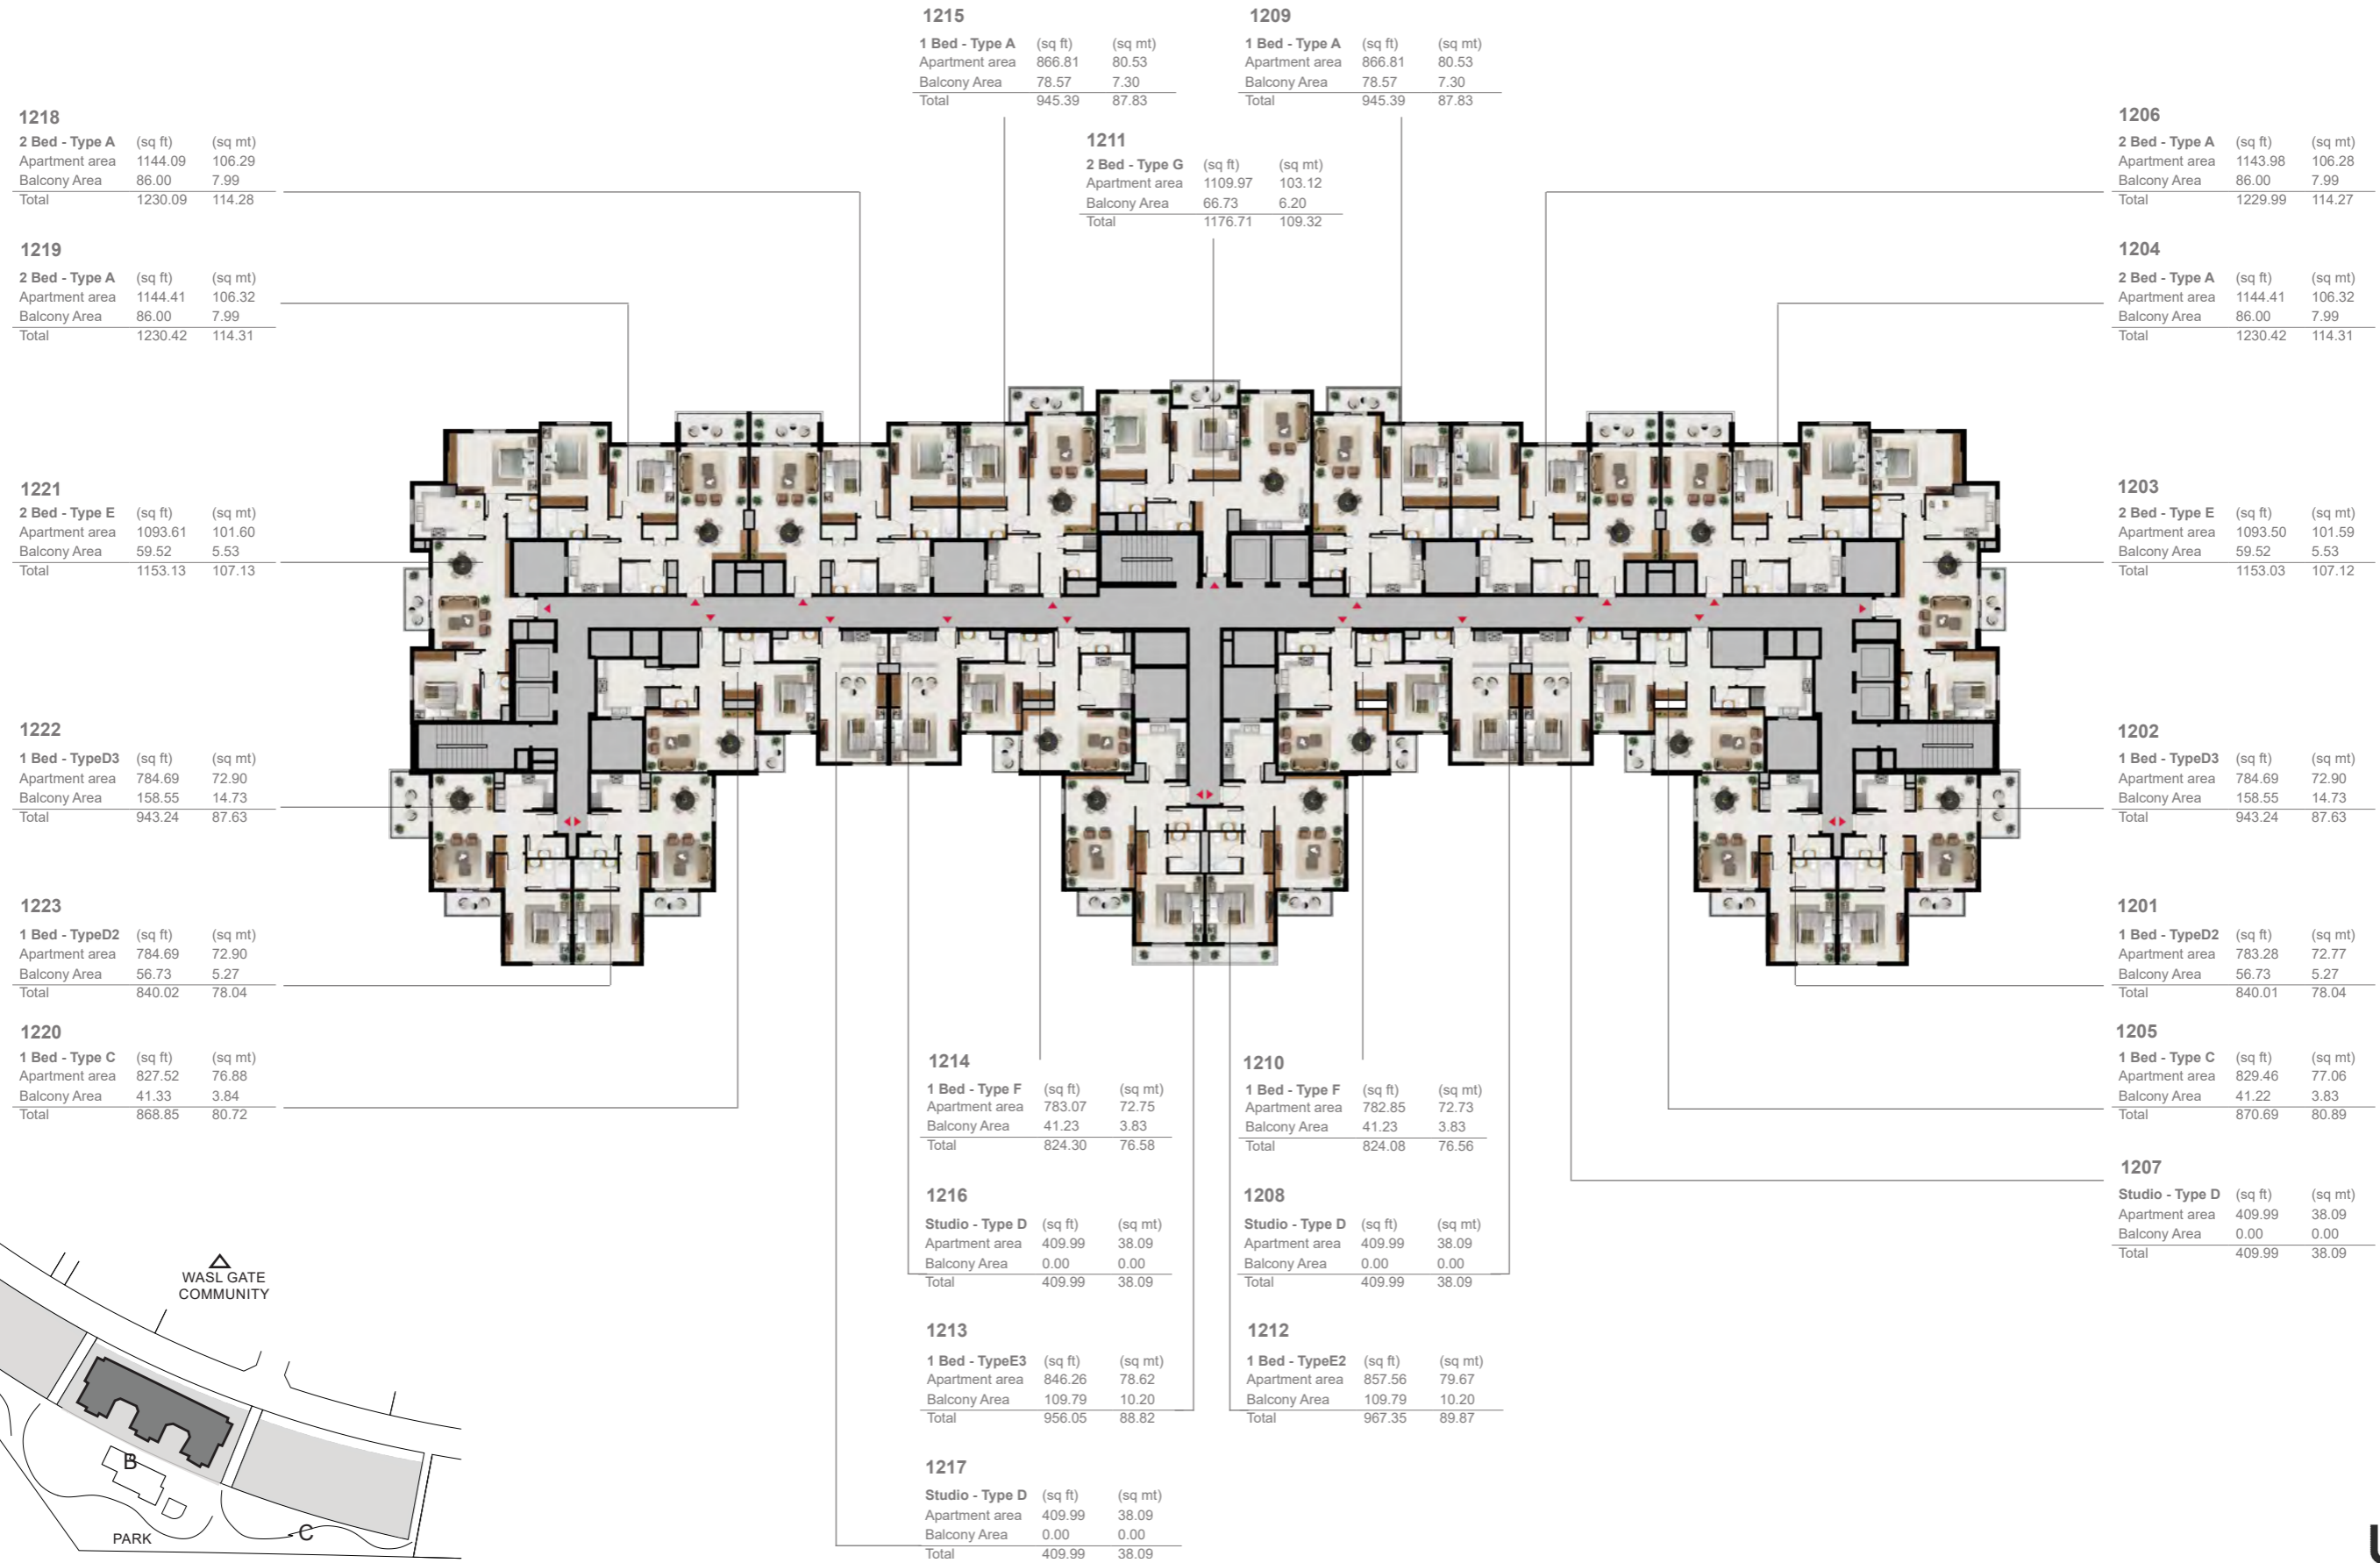 1215
1 Bed - Type A (sq ft) (sq mt)
Apartment area 866.81 80.53
Balcony Area 78.57 7.30
Total 945.39 87.83
1209
1 Bed - Type A (sq ft) (sq mt)
Apartment area 866.81 80.53
Balcony Area 78.57 7.30
Total 945.39 87.83
1211
2 Bed - Type G (sq ft) (sq mt)
Apartment area 1109.97 103.12
Balcony Area 66.73 6.20
Total 1176.71 109.32
1218
2 Bed - Type A (sq ft) (sq mt)
Apartment area 1144.09 106.29
Balcony Area 86.00 7.99
Total 1230.09 114.28
1219
2 Bed - Type A (sq ft) (sq mt)
Apartment area 1144.41 106.32
Balcony Area 86.00 7.99
Total 1230.42 114.31
1221
2 Bed - Type E (sq ft) (sq mt)
Apartment area 1093.61 101.60
Balcony Area 59.52 5.53
Total 1153.13 107.13
1222
1 Bed - TypeD3 (sq ft) (sq mt)
Apartment area 784.69 72.90
Balcony Area 158.55 14.73
Total 943.24 87.63
1223
1 Bed - TypeD2 (sq ft) (sq mt)
Apartment area 784.69 72.90
Balcony Area 56.73 5.27
Total 840.02 78.04
1220
1 Bed - Type C (sq ft) (sq mt)
Apartment area 827.52 76.88
Balcony Area 41.33 3.84
Total 868.85 80.72
1206
2 Bed - Type A (sq ft) (sq mt)
Apartment area 1143.98 106.28
Balcony Area 86.00 7.99
Total 1229.99 114.27
1204
2 Bed - Type A (sq ft) (sq mt)
Apartment area 1144.41 106.32
Balcony Area 86.00 7.99
Total 1230.42 114.31
1203
2 Bed - Type E (sq ft) (sq mt)
Apartment area 1093.50 101.59
Balcony Area 59.52 5.53
Total 1153.03 107.12
1202
1 Bed - TypeD3 (sq ft) (sq mt)
Apartment area 784.69 72.90
Balcony Area 158.55 14.73
Total 943.24 87.63
1201
1 Bed - TypeD2 (sq ft) (sq mt)
Apartment area 783.28 72.77
Balcony Area 56.73 5.27
Total 840.01 78.04
1205
1 Bed - Type C (sq ft) (sq mt)
Apartment area 829.46 77.06
Balcony Area 41.22 3.83
Total 870.69 80.89
1207
Studio - Type D (sq ft) (sq mt)
Apartment area 409.99 38.09
Balcony Area 0.00 0.00
Total 409.99 38.09
1214
1 Bed - Type F (sq ft) (sq mt)
Apartment area 783.07 72.75
Balcony Area 41.23 3.83
Total 824.30 76.58
1210
1 Bed - Type F (sq ft) (sq mt)
Apartment area 782.85 72.73
Balcony Area 41.23 3.83
Total 824.08 76.56
1216
Studio - Type D (sq ft) (sq mt)
Apartment area 409.99 38.09
Balcony Area 0.00 0.00
Total 409.99 38.09
1208
Studio - Type D (sq ft) (sq mt)
Apartment area 409.99 38.09
Balcony Area 0.00 0.00
Total 409.99 38.09
1213
1 Bed - TypeE3 (sq ft) (sq mt)
Apartment area 846.26 78.62
Balcony Area 109.79 10.20
Total 956.05 88.82
1212
1 Bed - TypeE2 (sq ft) (sq mt)
Apartment area 857.56 79.67
Balcony Area 109.79 10.20
Total 967.35 89.87
1217
Studio - Type D (sq ft) (sq mt)
Apartment area 409.99 38.09
Balcony Area 0.00 0.00
Total 409.99 38.09
WASL GATE
COMMUNITY
B
C
PARK